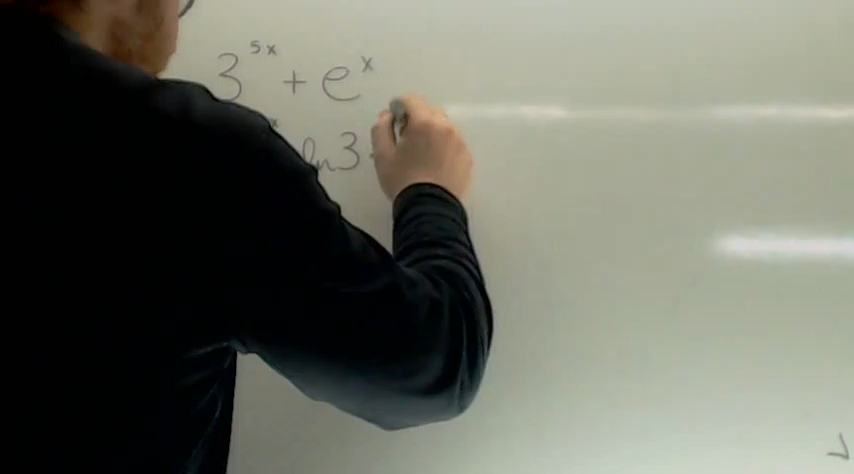 3^{5x} + e^x
x ln3